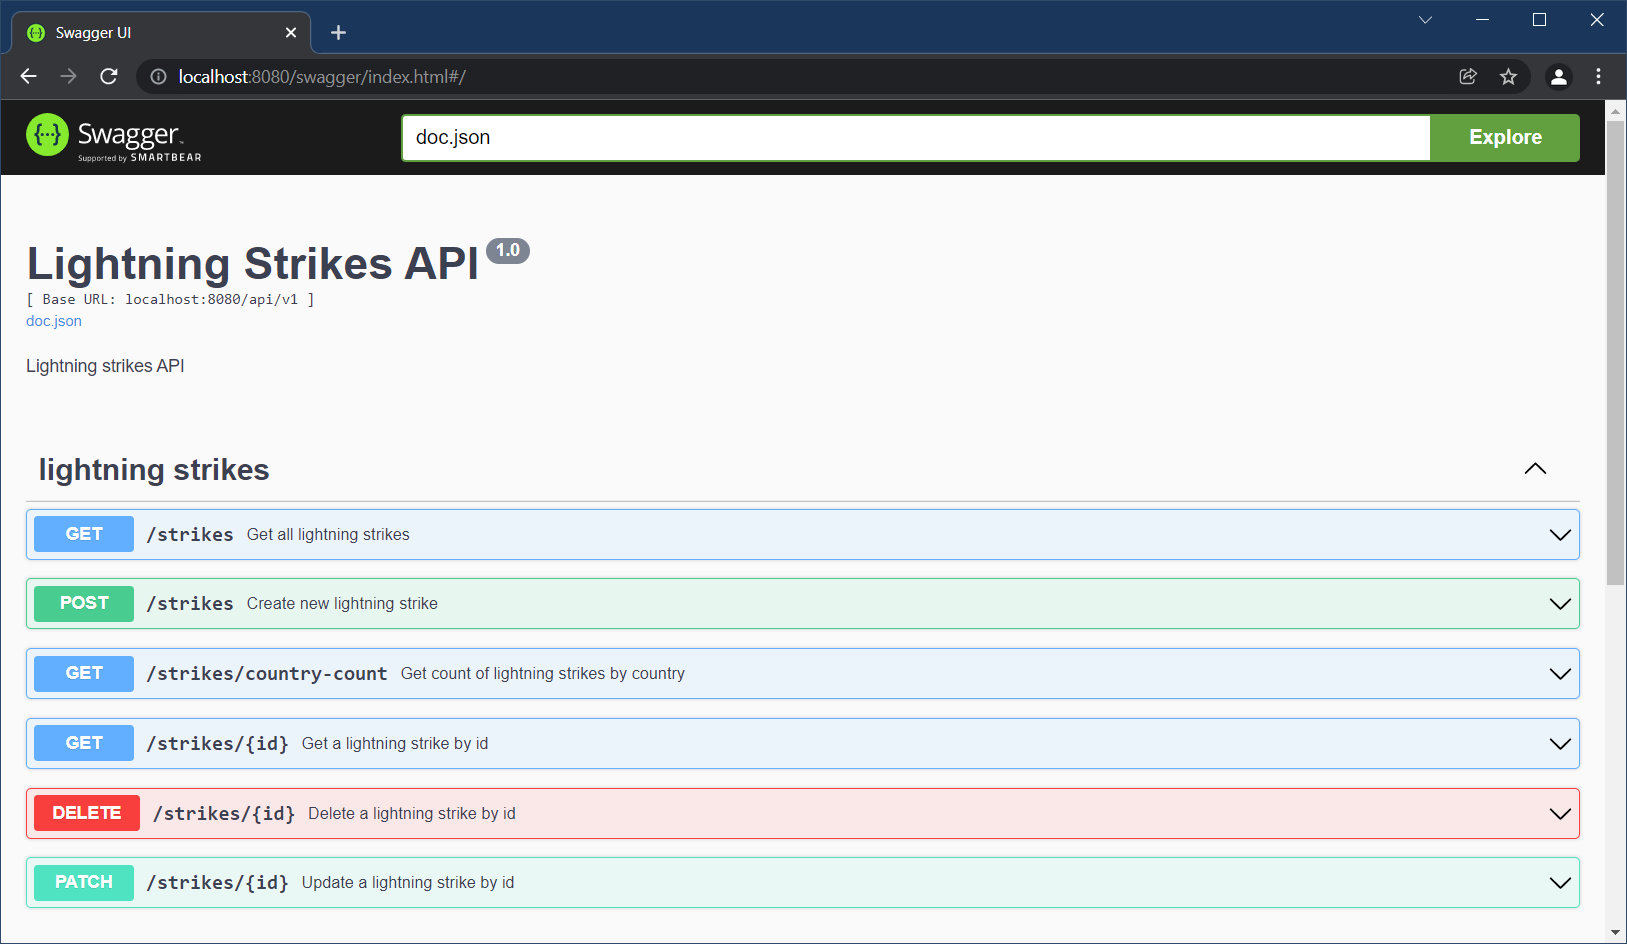 Swagger UI
localhost:8080/swagger/index.html#/
{···} Swagger
Supported by SMARTBEAR
doc.json
Explore
Lightning Strikes API 1.0
[ Base URL: localhost:8080/api/v1 ]
doc.json
Lightning strikes API
lightning strikes
GET /strikes Get all lightning strikes
POST /strikes Create new lightning strike
GET /strikes/country-count Get count of lightning strikes by country
GET /strikes/{id} Get a lightning strike by id
DELETE /strikes/{id} Delete a lightning strike by id
PATCH /strikes/{id} Update a lightning strike by id